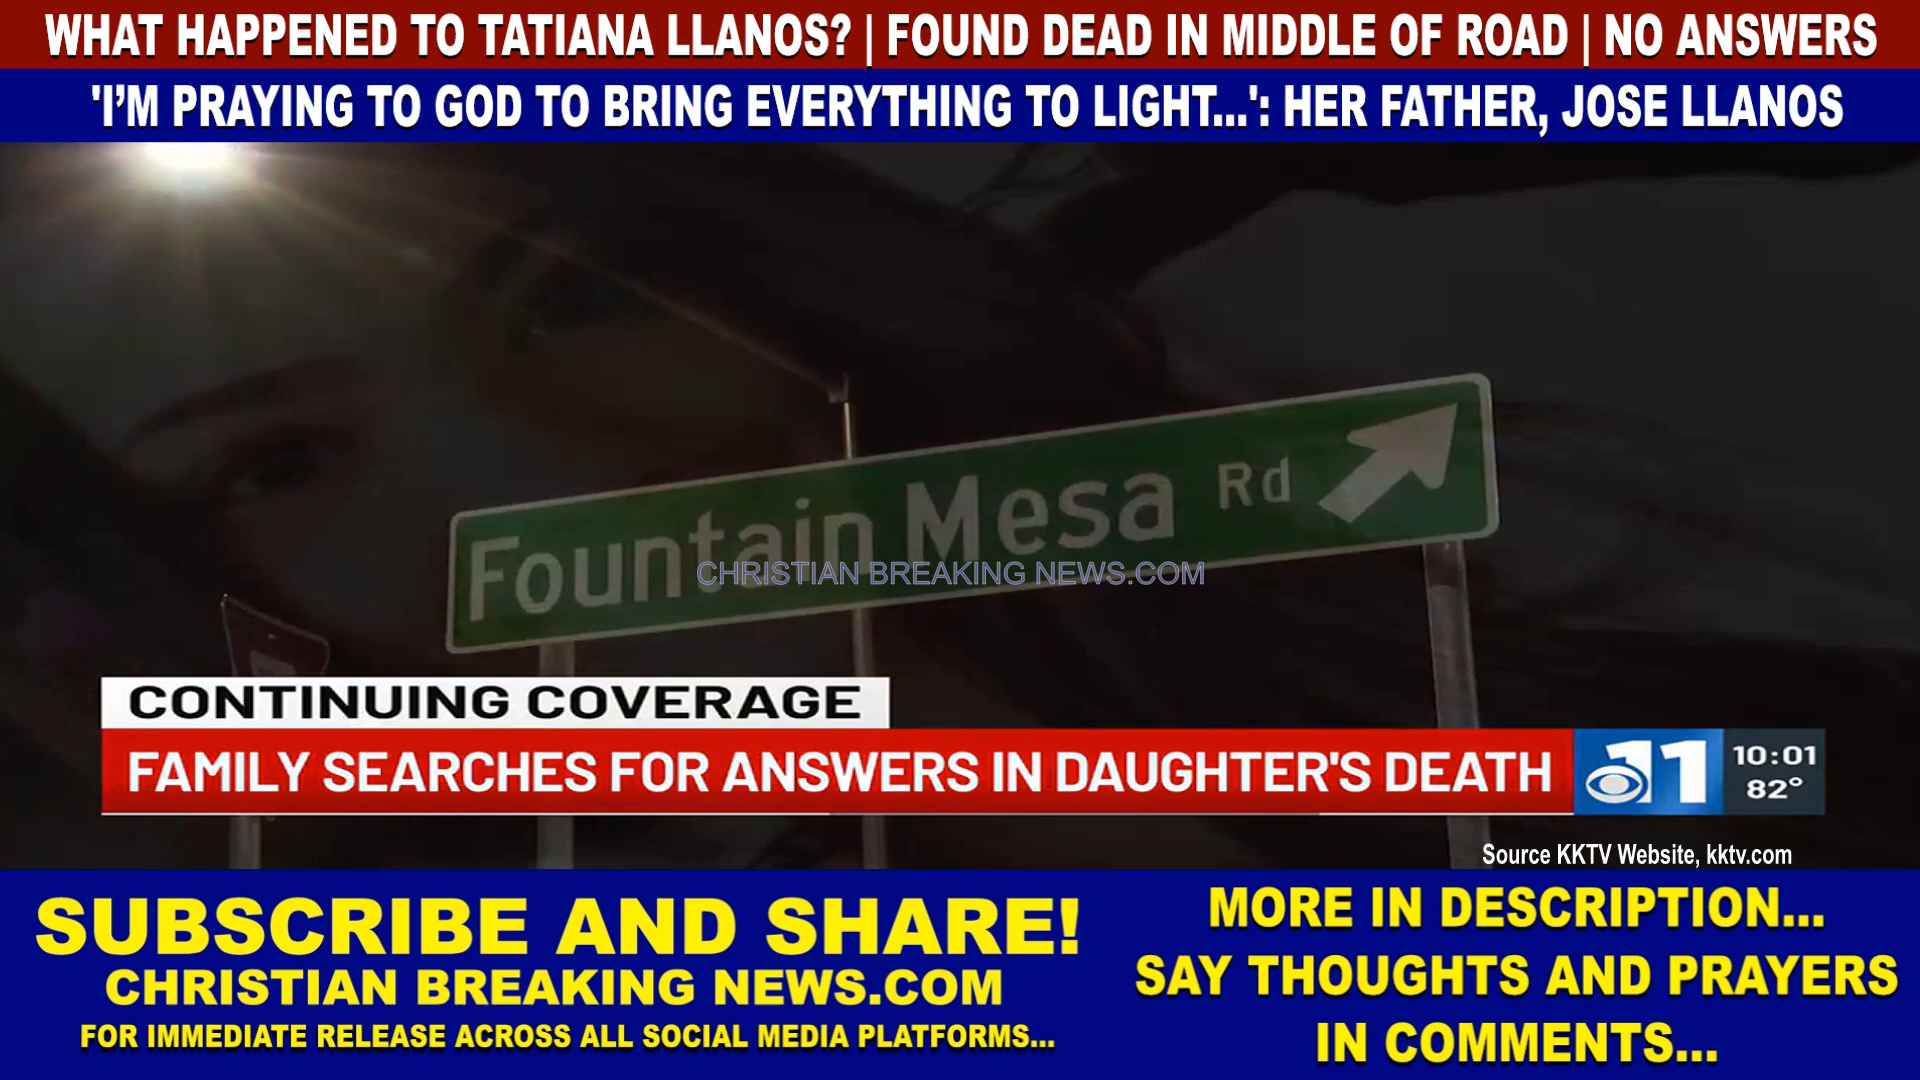 WHAT HAPPENED TO TATIANA LLANOS? | FOUND DEAD IN MIDDLE OF ROAD | NO ANSWERS
'I’M PRAYING TO GOD TO BRING EVERYTHING TO LIGHT...': HER FATHER, JOSE LLANOS
Fountain Mesa Rd
CHRISTIAN BREAKING NEWS.COM
CONTINUING COVERAGE
FAMILY SEARCHES FOR ANSWERS IN DAUGHTER'S DEATH
11
10:01
82°
Source KKTV Website, kktv.com
SUBSCRIBE AND SHARE!
CHRISTIAN BREAKING NEWS.COM
FOR IMMEDIATE RELEASE ACROSS ALL SOCIAL MEDIA PLATFORMS...
MORE IN DESCRIPTION...
SAY THOUGHTS AND PRAYERS
IN COMMENTS...